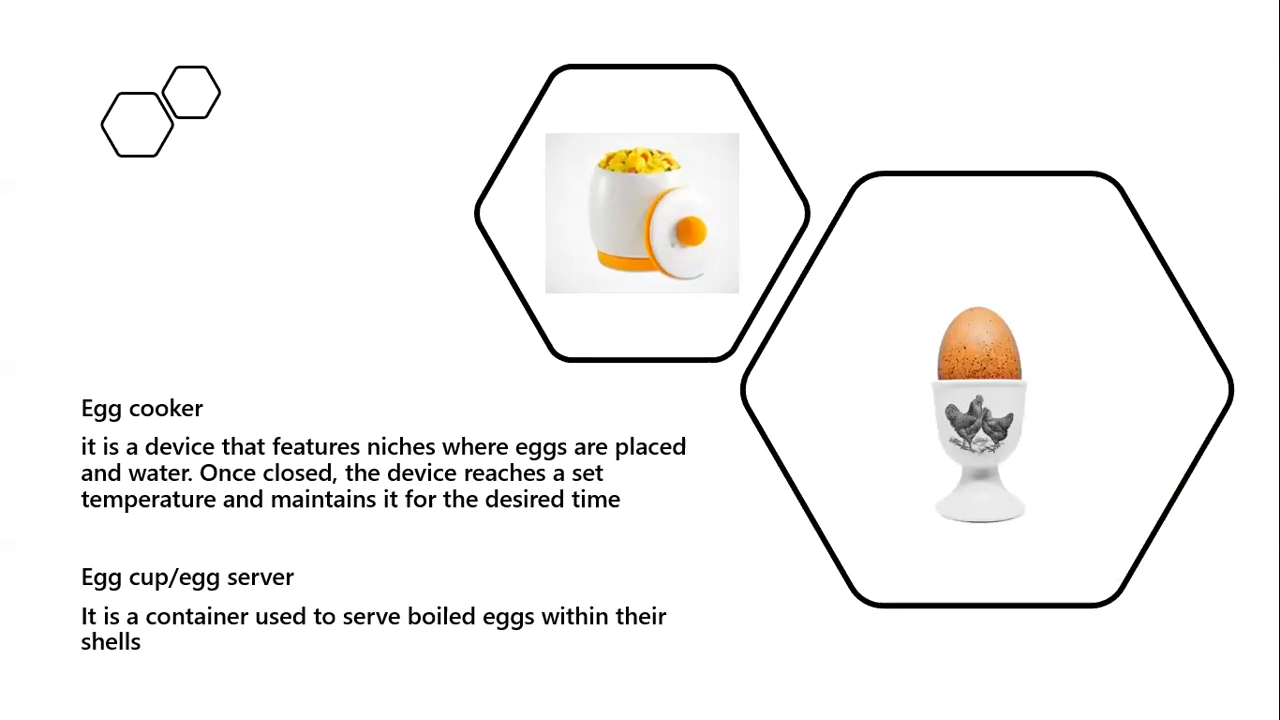 Egg cooker
it is a device that features niches where eggs are placed
and water. Once closed, the device reaches a set
temperature and maintains it for the desired time
Egg cup/egg server
It is a container used to serve boiled eggs within their
shells